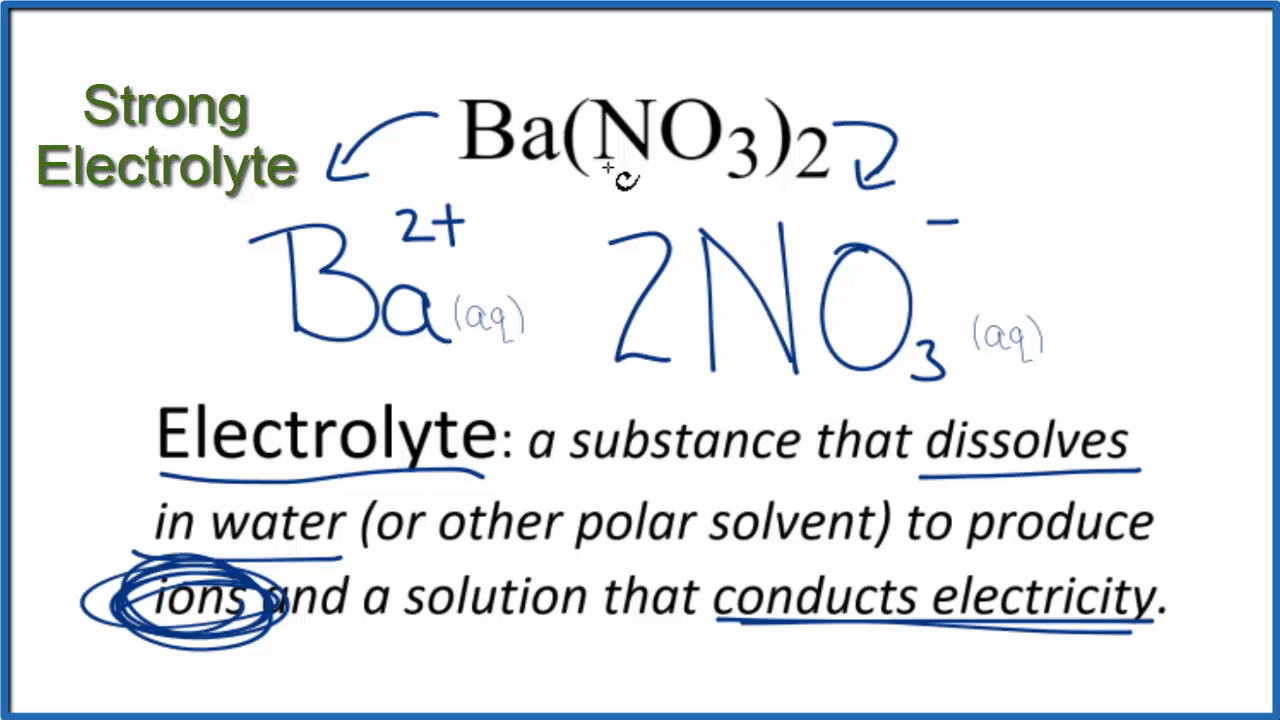 Strong
Electrolyte
Ba(NO₃)₂
Ba²⁺(aq) 2NO₃⁻(aq)
Electrolyte: a substance that dissolves
in water (or other polar solvent) to produce
ions and a solution that conducts electricity.